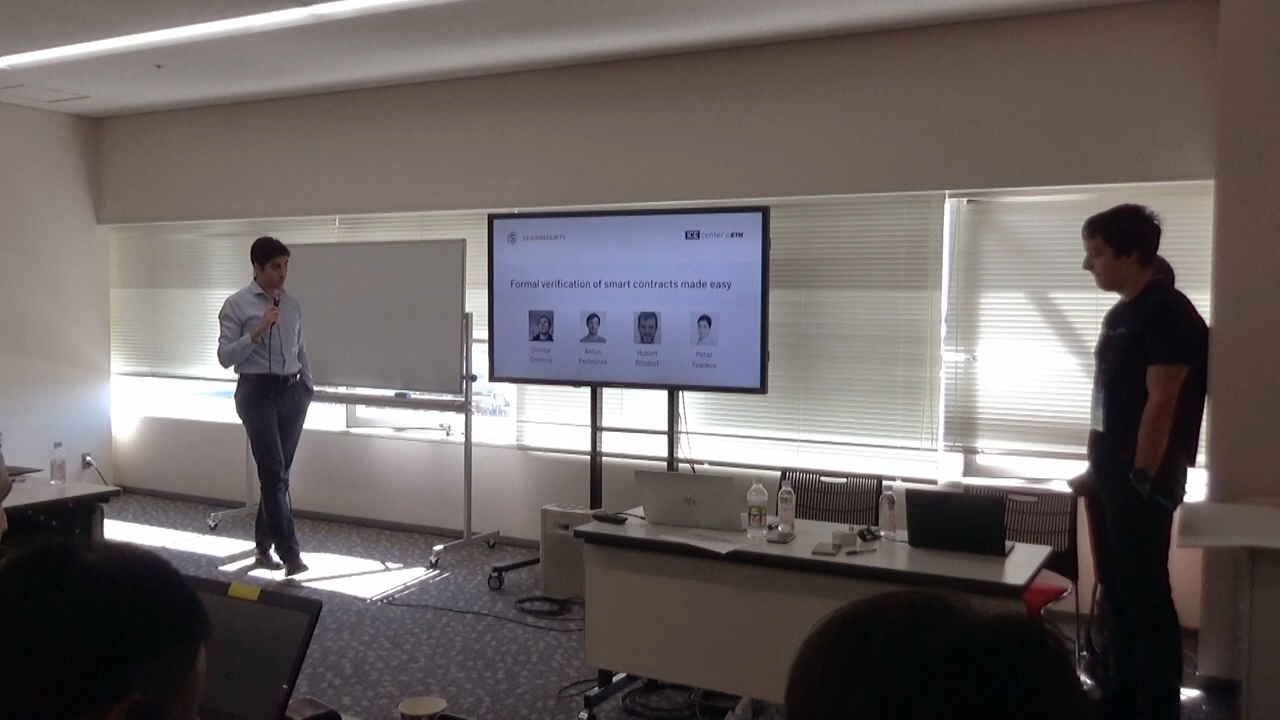 CHAINSECURITY
ICE center @ ETH
Formal verification of smart contracts made easy
Dimitar
Dimitrov
Anton
Permenev
Hubert
Ritzdorf
Petar
Tsankov